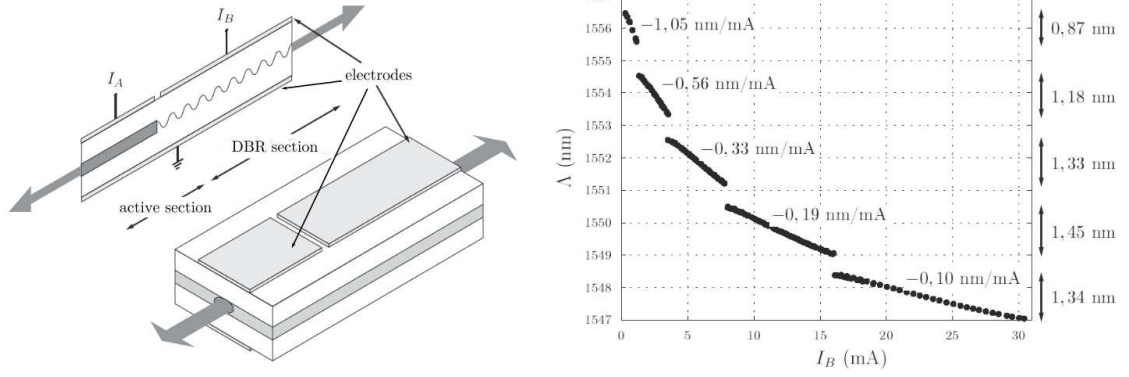 I_B
I_A
electrodes
DBR section
active section
Λ (nm)
1556
1555
1554
1553
1552
1551
1550
1549
1548
1547
0
5
10
15
20
25
30
I_B (mA)
−1,05 nm/mA
−0,56 nm/mA
−0,33 nm/mA
−0,19 nm/mA
−0,10 nm/mA
0,87 nm
1,18 nm
1,33 nm
1,45 nm
1,34 nm